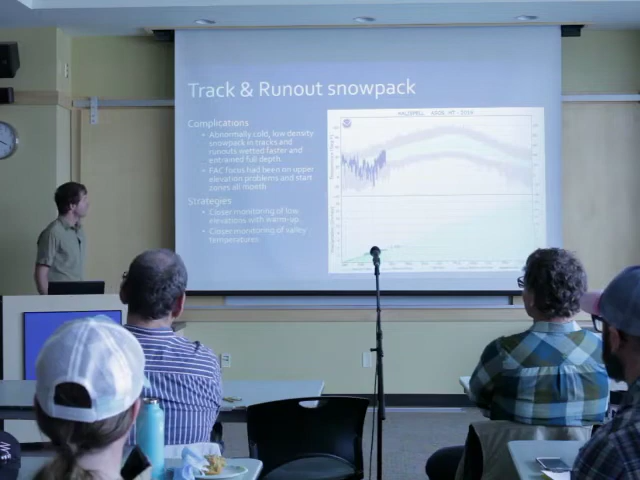 Track & Runout snowpack
Complications
Abnormally cold, low density
snowpack in tracks and
runouts wetted faster and
entrained full depth.
FAC focus had been on upper
elevation problems and start
zones all month
Strategies
Closer monitoring of low
elevations with warm-up
Closer monitoring of valley
temperatures